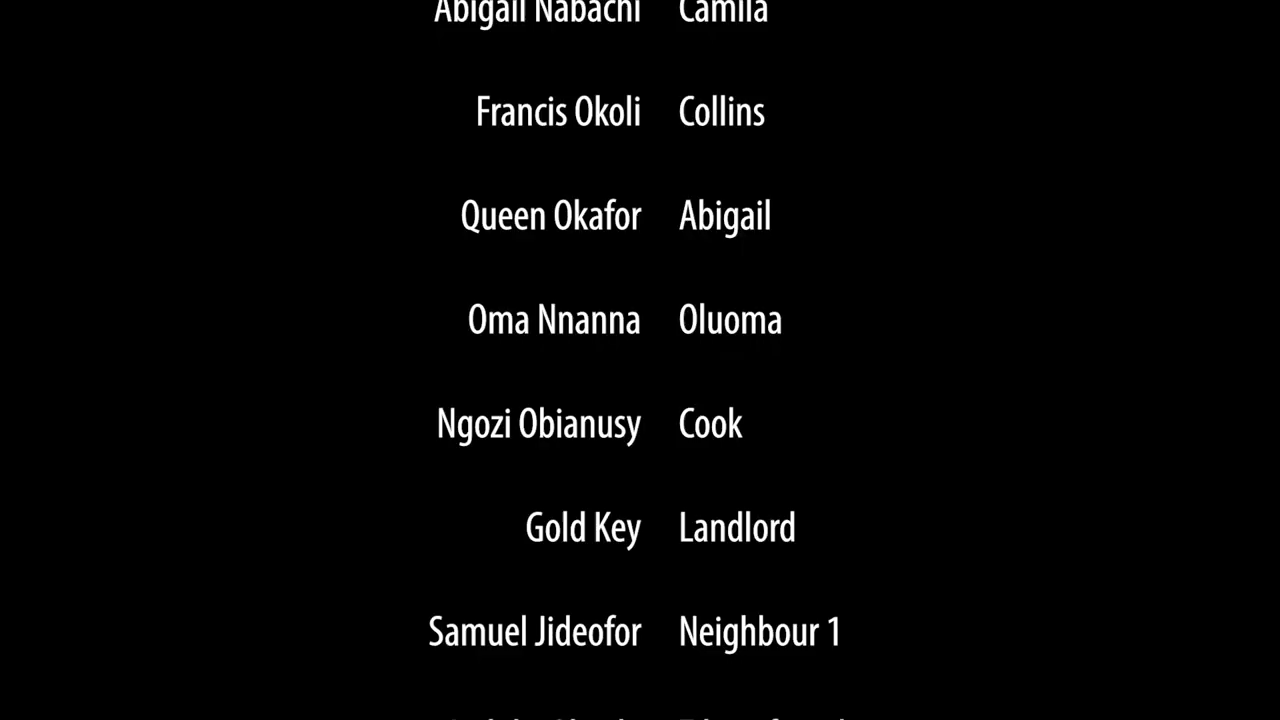 Abigail Nabachi Camila
Francis Okoli Collins
Queen Okafor Abigail
Oma Nnanna Oluoma
Ngozi Obianusy Cook
Gold Key Landlord
Samuel Jideofor Neighbour 1